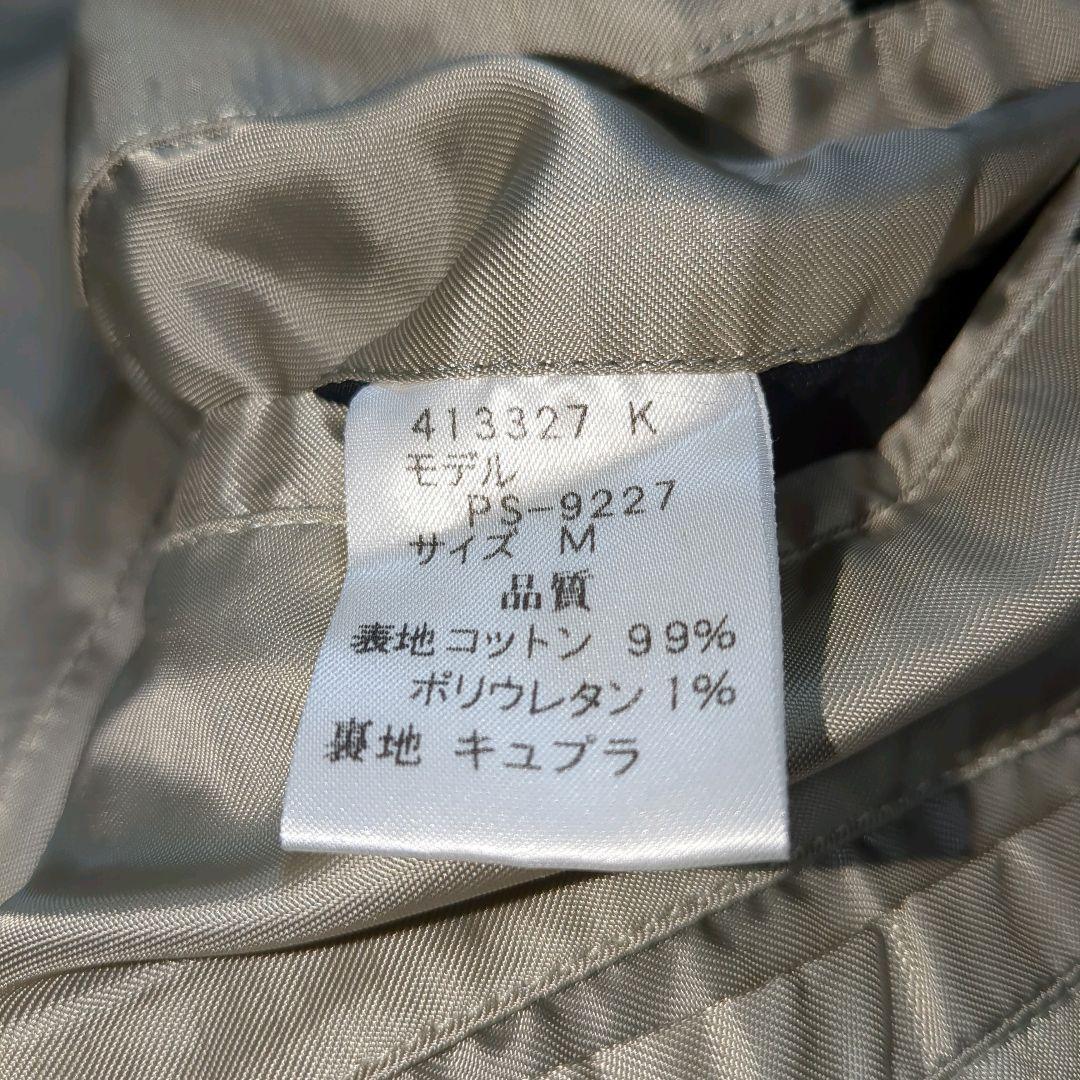 413327 K
モデル
PS-9227
サイズ M
品質
表地 コットン 99%
ポリウレタン 1%
裏地 キュプラ